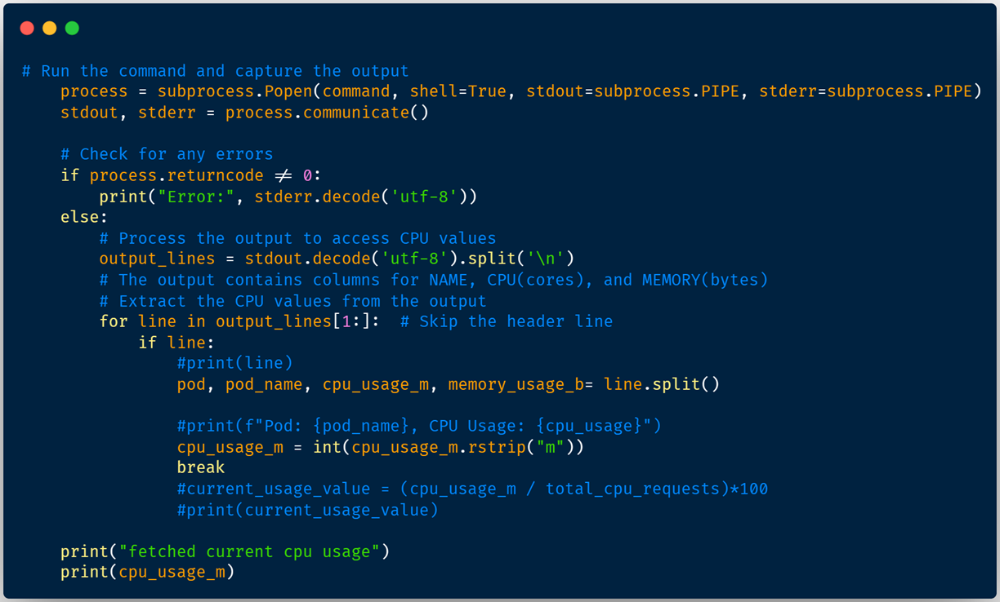 # Run the command and capture the output
    process = subprocess.Popen(command, shell=True, stdout=subprocess.PIPE, stderr=subprocess.PIPE)
    stdout, stderr = process.communicate()

    # Check for any errors
    if process.returncode != 0:
        print("Error:", stderr.decode('utf-8'))
    else:
        # Process the output to access CPU values
        output_lines = stdout.decode('utf-8').split('\n')
        # The output contains columns for NAME, CPU(cores), and MEMORY(bytes)
        # Extract the CPU values from the output
        for line in output_lines[1:]:  # Skip the header line
            if line:
                #print(line)
                pod, pod_name, cpu_usage_m, memory_usage_b= line.split()

                #print(f"Pod: {pod_name}, CPU Usage: {cpu_usage}")
                cpu_usage_m = int(cpu_usage_m.rstrip("m"))
                break
                #current_usage_value = (cpu_usage_m / total_cpu_requests)*100
                #print(current_usage_value)

    print("fetched current cpu usage")
    print(cpu_usage_m)